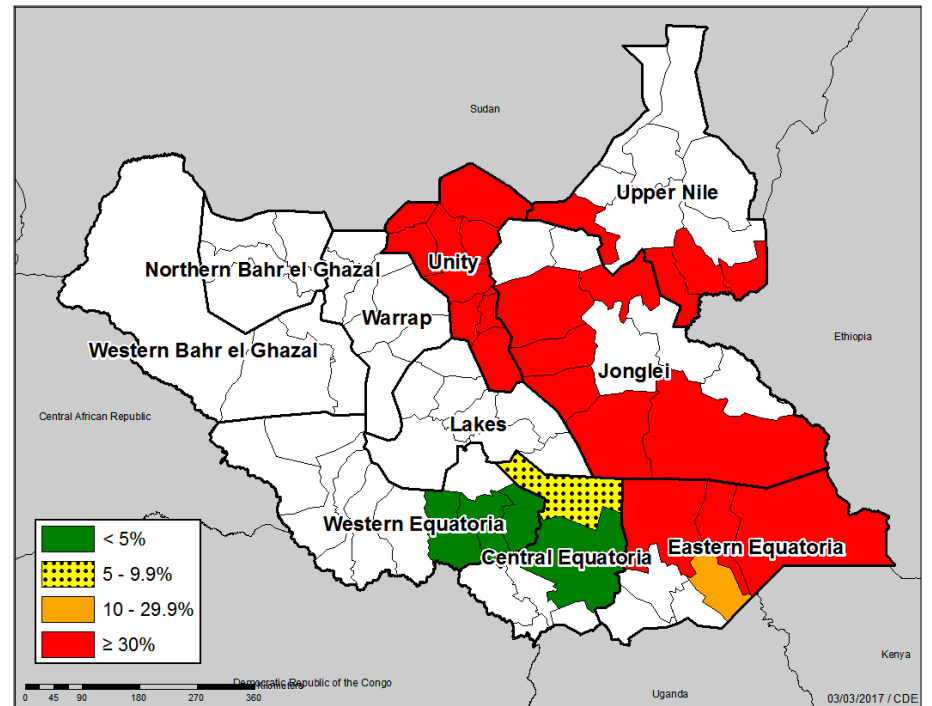 Sudan
Upper Nile
Northern Bahr el Ghazal
Unity
Warrap
Western Bahr el Ghazal
Ethiopia
Jonglei
Central African Republic
Lakes
Western Equatoria
Central Equatoria
Eastern Equatoria
< 5%
5 - 9.9%
10 - 29.9%
≥ 30%
Kenya
Democratic Republic of the Congo
Kilometers
0 45 90 180 270 360
Uganda
03/03/2017 / CDE